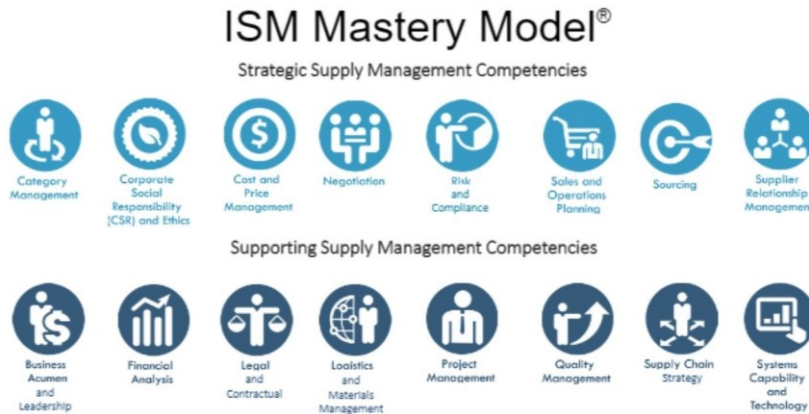 ISM Mastery Model®
Strategic Supply Management Competencies
Category
Management
Corporate
Social
Responsibility
(CSR) and Ethics
Cost and
Price
Management
Negotiation
Risk
and
Compliance
Sales and
Operations
Planning
Sourcing
Supplier
Relationship
Management
Supporting Supply Management Competencies
Business
Acumen
and
Leadership
Financial
Analysis
Legal
and
Contractual
Logistics
and
Materials
Management
Project
Management
Quality
Management
Supply Chain
Strategy
Systems
Capability
and
Technology